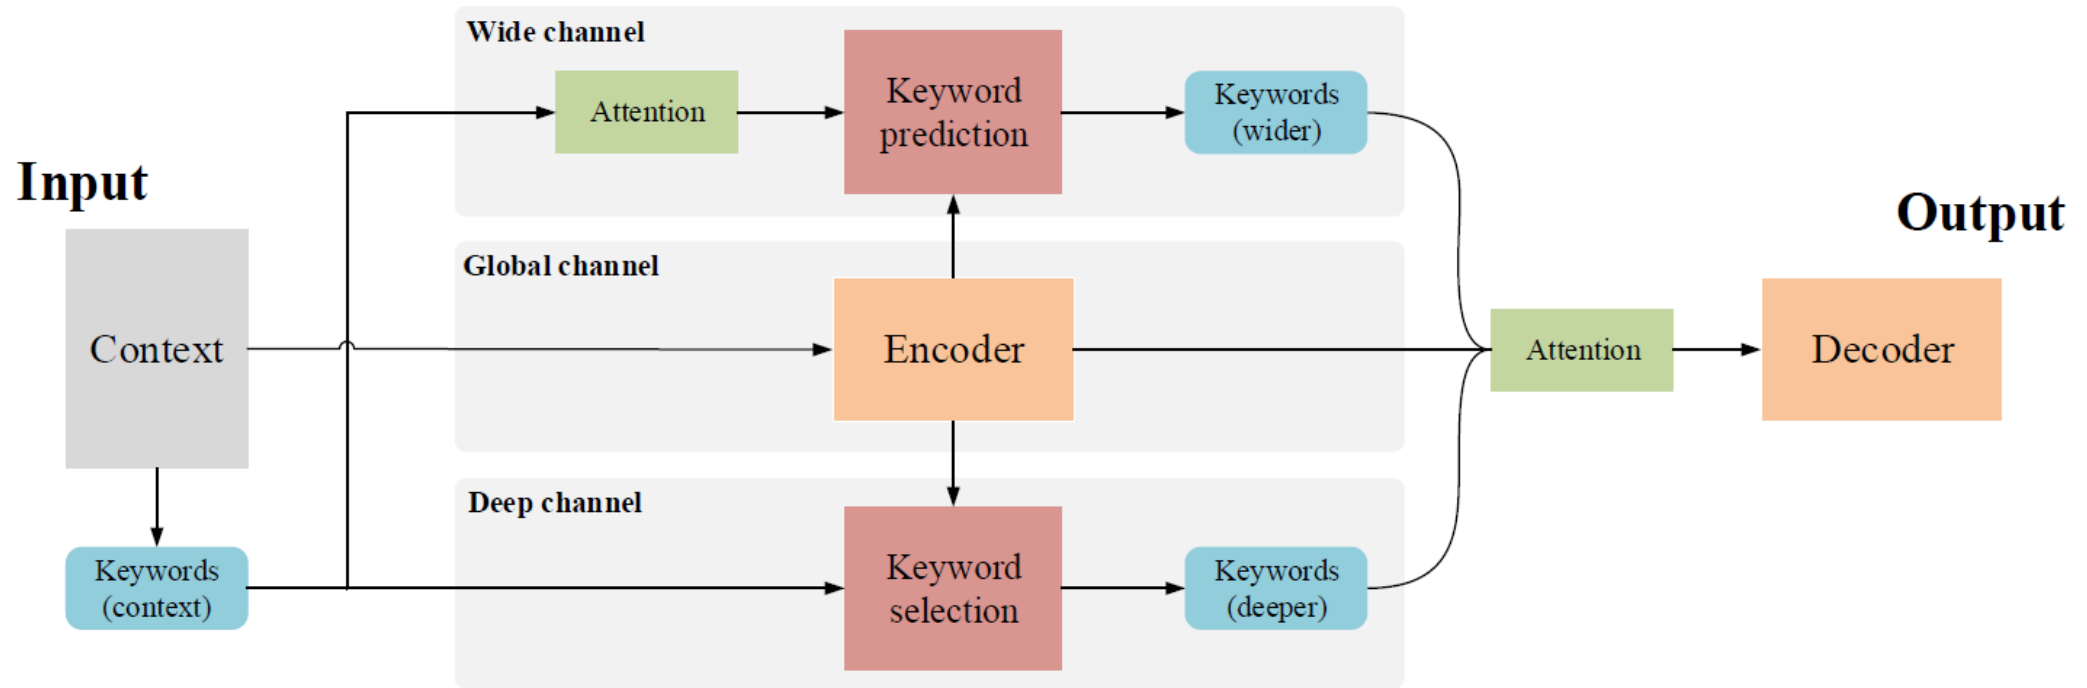 Input
Context
Keywords
(context)
Wide channel
Attention
Keyword
prediction
Keywords
(wider)
Global channel
Encoder
Deep channel
Keyword
selection
Keywords
(deeper)
Attention
Output
Decoder